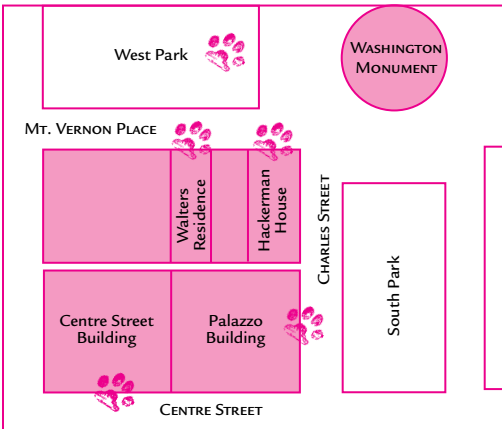 West Park
WASHINGTON
MONUMENT
MT. VERNON PLACE
Walters
Residence
Hackerman
House
CHARLES STREET
South Park
Centre Street
Building
Palazzo
Building
CENTRE STREET